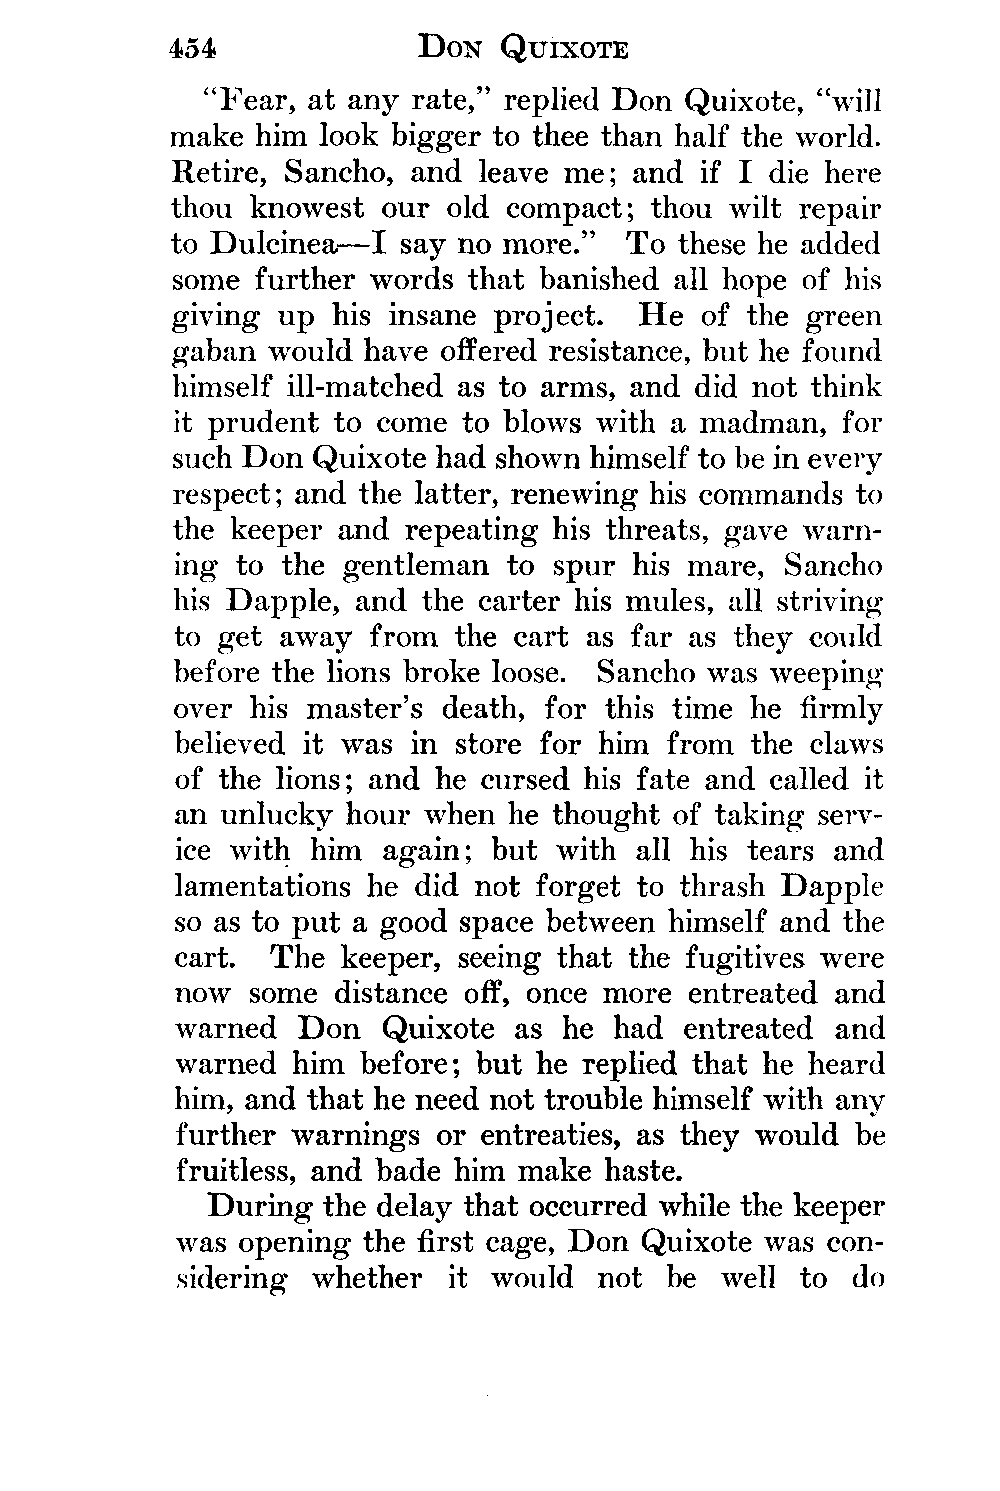 454 DON QUIXOTE
"Fear, at any rate," replied Don Quixote, "will
make him look bigger to thee than half the world.
Retire, Sancho, and leave me; and if I die here
thou knowest our old compact; thou wilt repair
to Dulcinea—I say no more." To these he added
some further words that banished all hope of his
giving up his insane project. He of the green
gaban would have offered resistance, but he found
himself ill-matched as to arms, and did not think
it prudent to come to blows with a madman, for
such Don Quixote had shown himself to be in every
respect; and the latter, renewing his commands to
the keeper and repeating his threats, gave warn-
ing to the gentleman to spur his mare, Sancho
his Dapple, and the carter his mules, all striving
to get away from the cart as far as they could
before the lions broke loose. Sancho was weeping
over his master's death, for this time he firmly
believed it was in store for him from the claws
of the lions; and he cursed his fate and called it
an unlucky hour when he thought of taking serv-
ice with him again; but with all his tears and
lamentations he did not forget to thrash Dapple
so as to put a good space between himself and the
cart. The keeper, seeing that the fugitives were
now some distance off, once more entreated and
warned Don Quixote as he had entreated and
warned him before; but he replied that he heard
him, and that he need not trouble himself with any
further warnings or entreaties, as they would be
fruitless, and bade him make haste.
During the delay that occurred while the keeper
was opening the first cage, Don Quixote was con-
sidering whether it would not be well to do